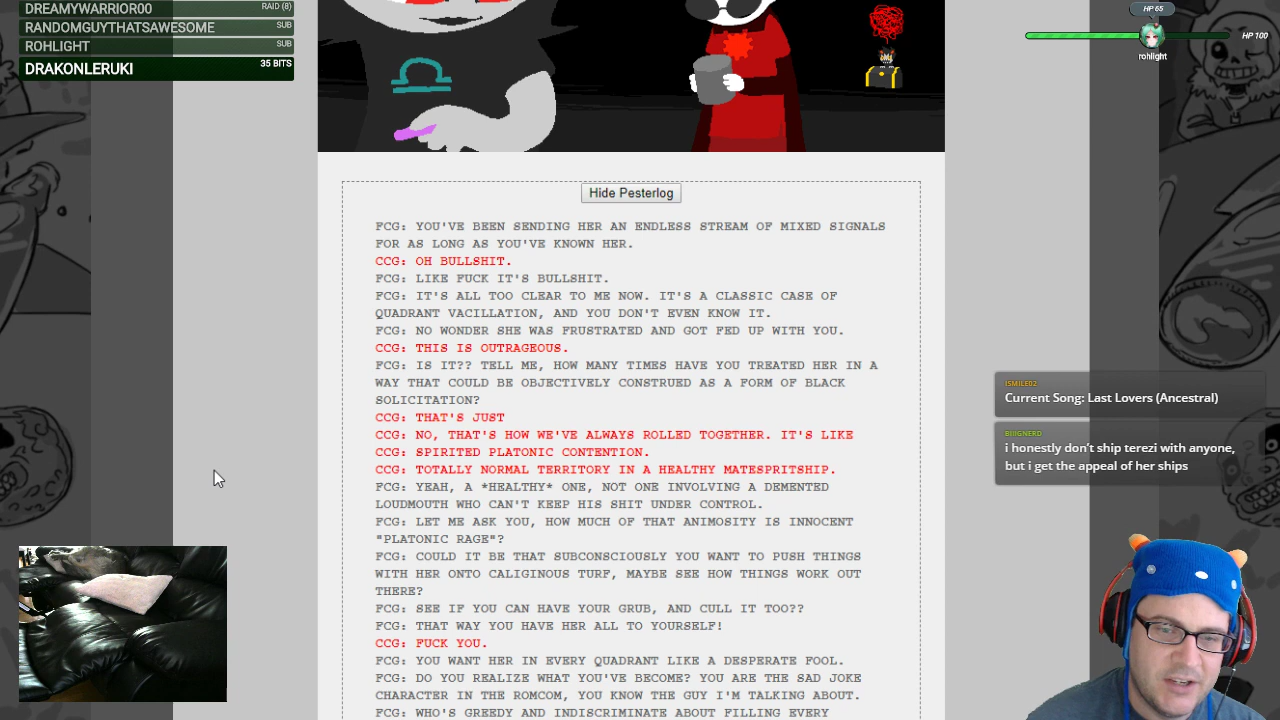 DREAMYWARRIOR00 RAID (8)
RANDOMGUYTHATSAWESOME SUB
ROHLIGHT SUB
DRAKONLERUKI 35 BITS
HP 65
HP 100
rohlight
Hide Pesterlog
FCG: YOU'VE BEEN SENDING HER AN ENDLESS STREAM OF MIXED SIGNALS
FOR AS LONG AS YOU'VE KNOWN HER.
CCG: OH BULLSHIT.
FCG: LIKE FUCK IT'S BULLSHIT.
FCG: IT'S ALL TOO CLEAR TO ME NOW. IT'S A CLASSIC CASE OF
QUADRANT VACILLATION, AND YOU DON'T EVEN KNOW IT.
FCG: NO WONDER SHE WAS FRUSTRATED AND GOT FED UP WITH YOU.
CCG: THIS IS OUTRAGEOUS.
FCG: IS IT?? TELL ME, HOW MANY TIMES HAVE YOU TREATED HER IN A
WAY THAT COULD BE OBJECTIVELY CONSTRUED AS A FORM OF BLACK
SOLICITATION?
CCG: THAT'S JUST
CCG: NO, THAT'S HOW WE'VE ALWAYS ROLLED TOGETHER. IT'S LIKE
CCG: SPIRITED PLATONIC CONTENTION.
CCG: TOTALLY NORMAL TERRITORY IN A HEALTHY MATESPRITSHIP.
FCG: YEAH, A *HEALTHY* ONE, NOT ONE INVOLVING A DEMENTED
LOUDMOUTH WHO CAN'T KEEP HIS SHIT UNDER CONTROL.
FCG: LET ME ASK YOU, HOW MUCH OF THAT ANIMOSITY IS INNOCENT
"PLATONIC RAGE"?
FCG: COULD IT BE THAT SUBCONSCIOUSLY YOU WANT TO PUSH THINGS
WITH HER ONTO CALIGINOUS TURF, MAYBE SEE HOW THINGS WORK OUT
THERE?
FCG: SEE IF YOU CAN HAVE YOUR GRUB, AND CULL IT TOO??
FCG: THAT WAY YOU HAVE HER ALL TO YOURSELF!
CCG: FUCK YOU.
FCG: YOU WANT HER IN EVERY QUADRANT LIKE A DESPERATE FOOL.
FCG: DO YOU REALIZE WHAT YOU'VE BECOME? YOU ARE THE SAD JOKE
CHARACTER IN THE ROMCOM, YOU KNOW THE GUY I'M TALKING ABOUT.
FCG: WHO'S GREEDY AND INDISCRIMINATE ABOUT FILLING EVERY
ISMILE02
Current Song: Last Lovers (Ancestral)
BIIIGNERD
i honestly don't ship terezi with anyone,
but i get the appeal of her ships